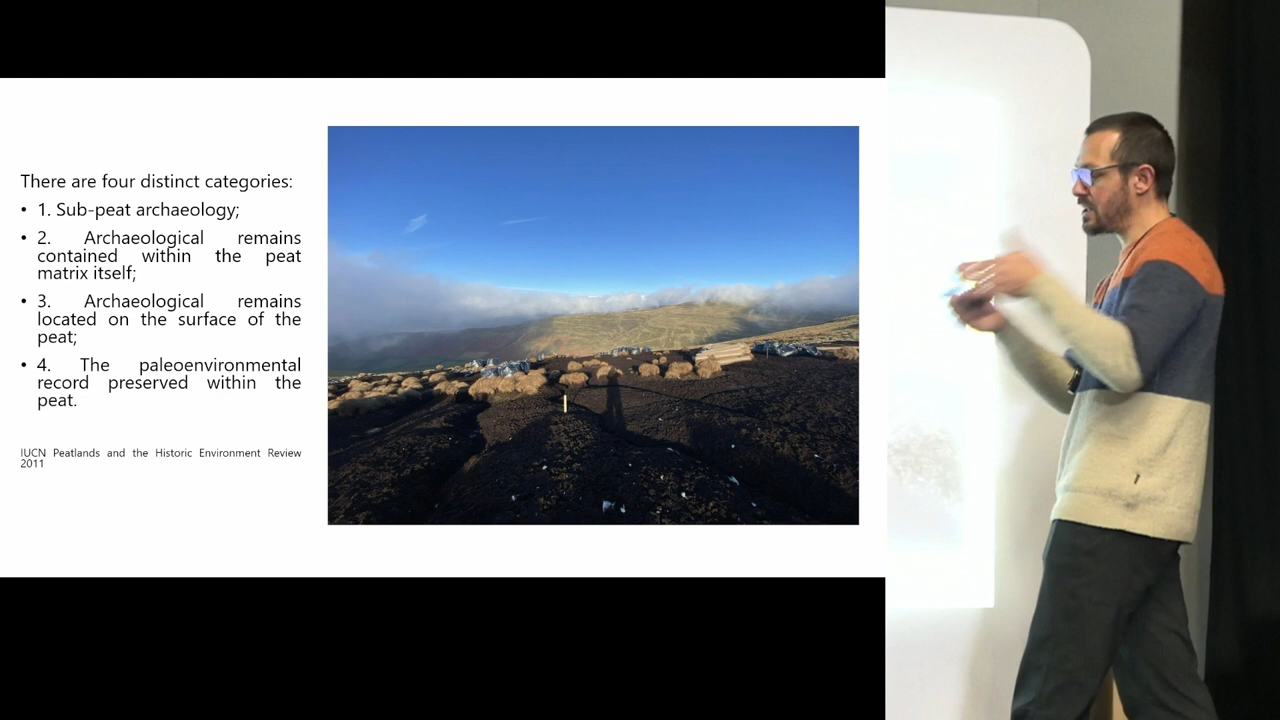 There are four distinct categories:
• 1. Sub-peat archaeology;
• 2. Archaeological remains
contained within the peat
matrix itself;
• 3. Archaeological remains
located on the surface of the
peat;
• 4. The paleoenvironmental
record preserved within the
peat.
IUCN Peatlands and the Historic Environment Review
2011